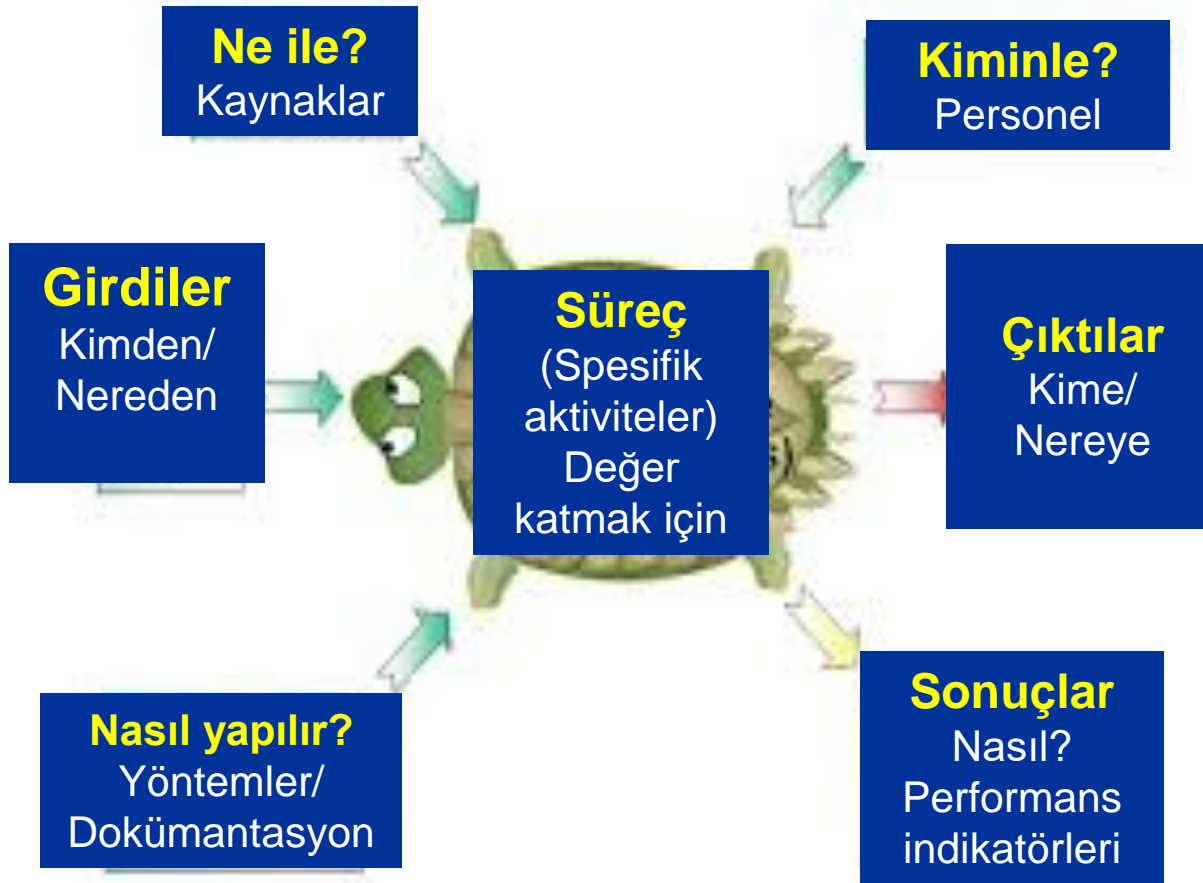 Ne ile?
Kaynaklar
Kiminle?
Personel
Girdiler
Kimden/
Nereden
Süreç
(Spesifik
aktiviteler)
Değer
katmak için
Çıktılar
Kime/
Nereye
Nasıl yapılır?
Yöntemler/
Dokümantasyon
Sonuçlar
Nasıl?
Performans
indikatörleri